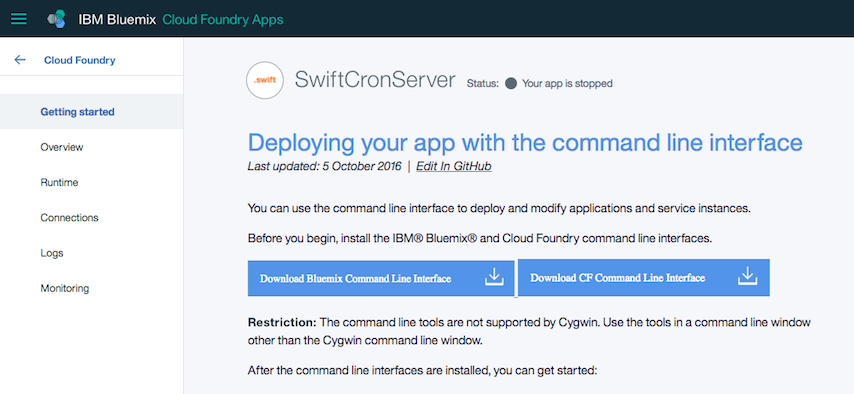 IBM Bluemix Cloud Foundry Apps
Cloud Foundry
Getting started
Overview
Runtime
Connections
Logs
Monitoring
.swift
SwiftCronServer Status: Your app is stopped
Deploying your app with the command line interface
Last updated: 5 October 2016 | Edit In GitHub
You can use the command line interface to deploy and modify applications and service instances.
Before you begin, install the IBM® Bluemix® and Cloud Foundry command line interfaces.
Download Bluemix Command Line Interface
Download CF Command Line Interface
Restriction: The command line tools are not supported by Cygwin. Use the tools in a command line window
other than the Cygwin command line window.
After the command line interfaces are installed, you can get started: